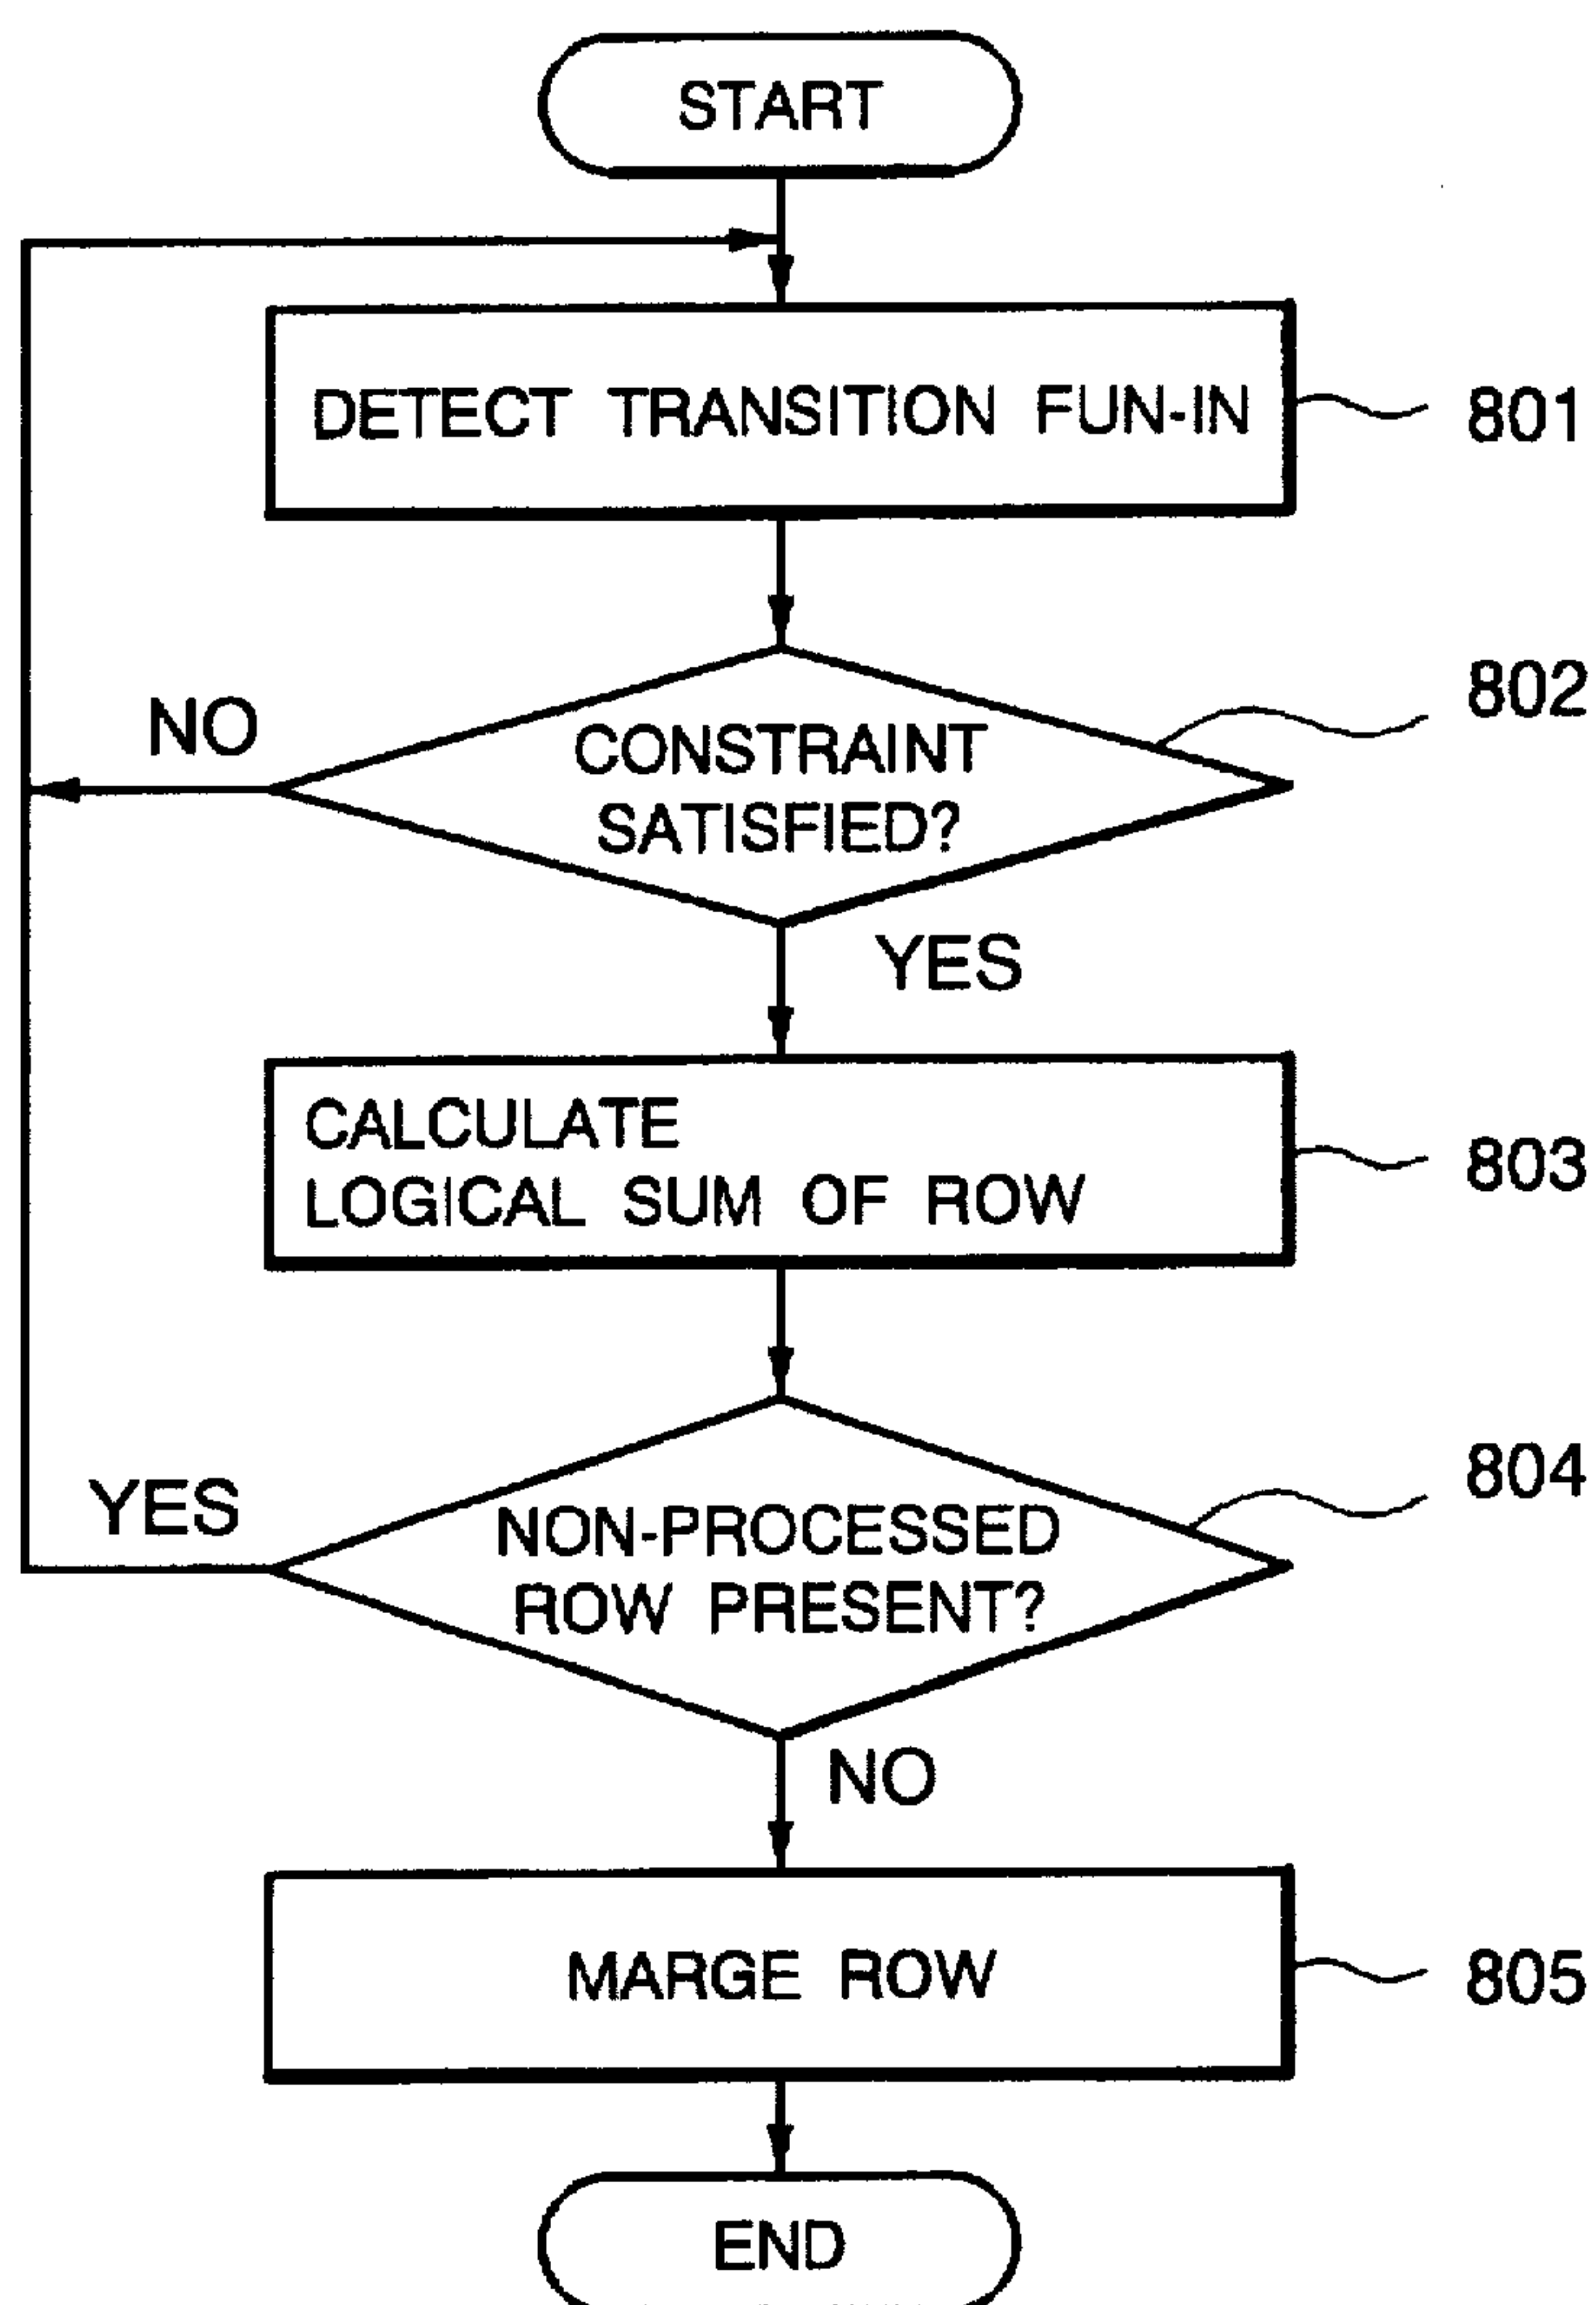 START
DETECT TRANSITION FUN-IN
801
802
NO
CONSTRAINT
SATISFIED?
YES
CALCULATE
LOGICAL SUM OF ROW
803
804
YES
NON-PROCESSED
ROW PRESENT?
NO
MARGE ROW
805
END